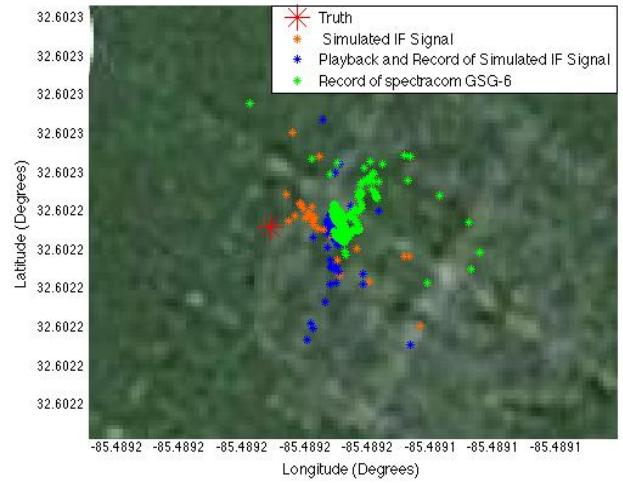 Truth
Simulated IF Signal
Playback and Record of Simulated IF Signal
Record of spectracom GSG-6
32.6023
32.6023
32.6023
32.6023
32.6023
32.6022
32.6022
32.6022
32.6022
32.6022
32.6022
Latitude (Degrees)
-85.4892 -85.4892 -85.4892 -85.4892 -85.4892 -85.4891 -85.4891 -85.4891
Longitude (Degrees)